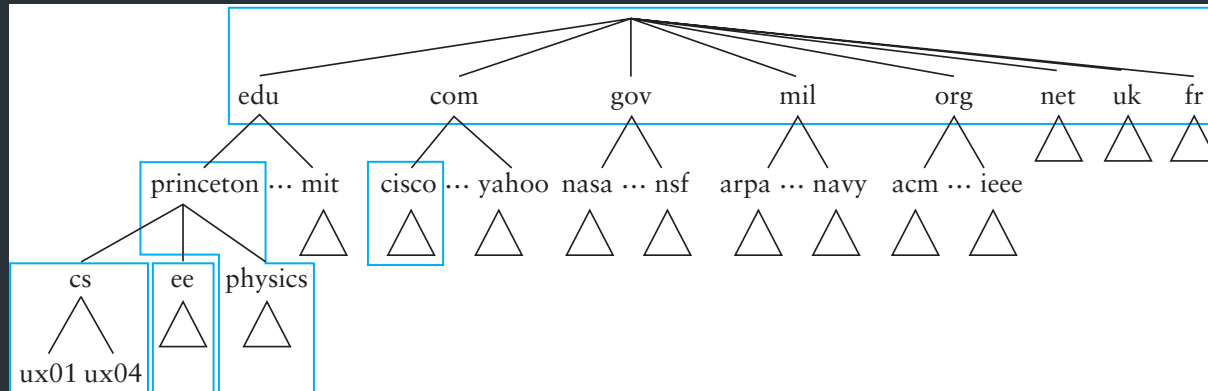 edu com gov mil org net uk fr
princeton ... mit cisco ... yahoo nasa ... nsf arpa ... navy acm ... ieee
cs ee physics
ux01 ux04